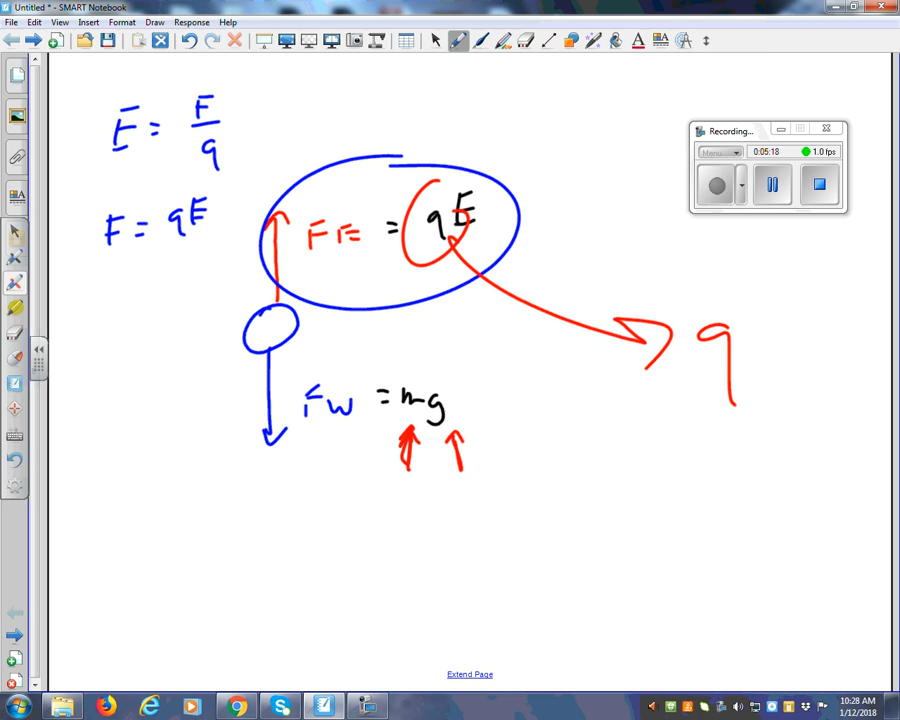 Untitled * - SMART Notebook
File Edit View Insert Format Draw Response Help
Recording...
Menu 0:05:18 1.0 fps
E = F/q
F = qE
FE = qE
q
Fw = mg
Extend Page
10:28 AM
1/12/2018